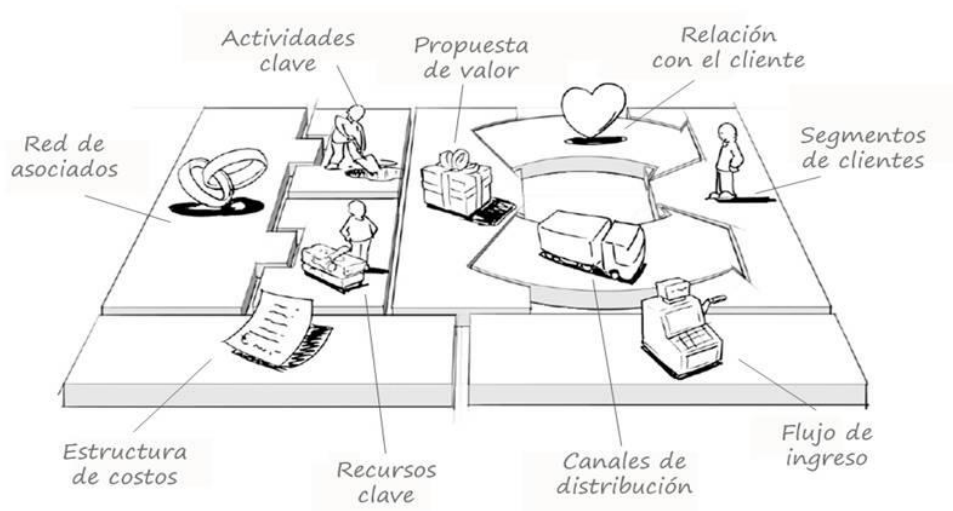 Actividades
clave
Propuesta
de valor
Relación
con el cliente
Red de
asociados
Segmentos
de clientes
Estructura
de costos
Recursos
clave
Canales de
distribución
Flujo de
ingreso